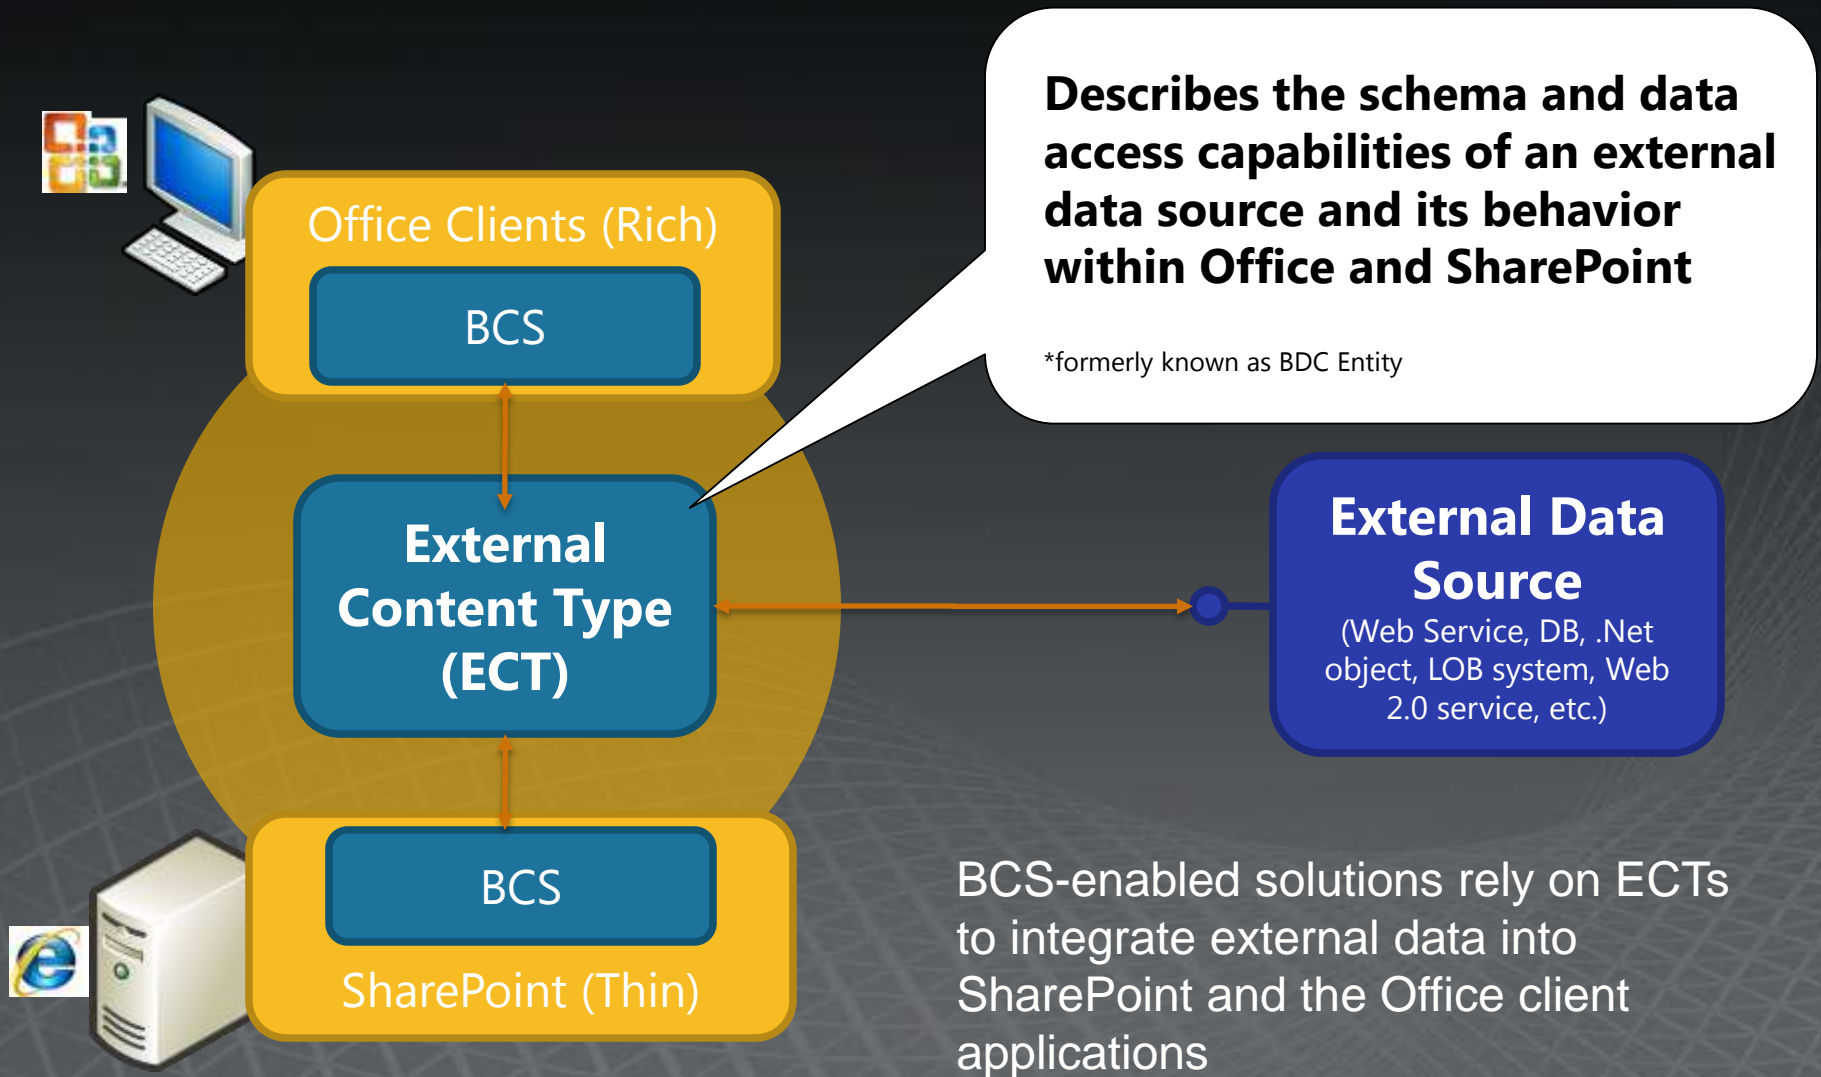 Describes the schema and data
access capabilities of an external
data source and its behavior
within Office and SharePoint
*formerly known as BDC Entity
Office Clients (Rich)
BCS
External
Content Type
(ECT)
External Data
Source
(Web Service, DB, .Net
object, LOB system, Web
2.0 service, etc.)
BCS
SharePoint (Thin)
BCS-enabled solutions rely on ECTs
to integrate external data into
SharePoint and the Office client
applications